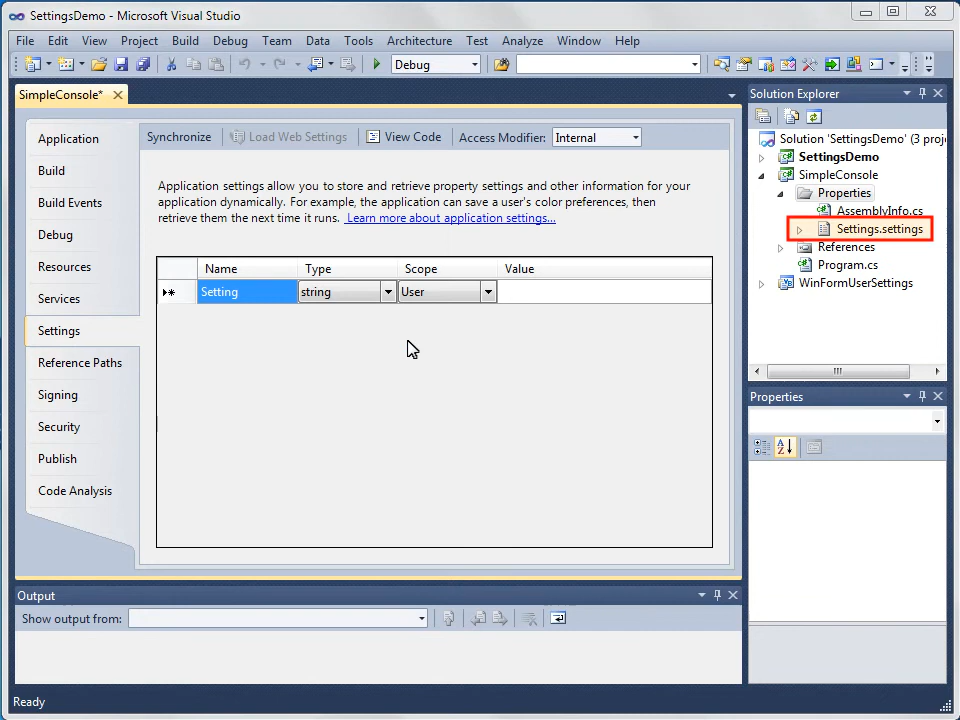 SettingsDemo - Microsoft Visual Studio
File Edit View Project Build Debug Team Data Tools Architecture Test Analyze Window Help
Debug
SimpleConsole*
Application
Build
Build Events
Debug
Resources
Services
Settings
Reference Paths
Signing
Security
Publish
Code Analysis
Synchronize Load Web Settings View Code Access Modifier: Internal
Application settings allow you to store and retrieve property settings and other information for your
application dynamically. For example, the application can save a user's color preferences, then
retrieve them the next time it runs. Learn more about application settings...
Name Type Scope Value
Setting string User
Solution Explorer
Solution 'SettingsDemo' (3 proj
SettingsDemo
SimpleConsole
Properties
AssemblyInfo.cs
Settings.settings
References
Program.cs
WinFormUserSettings
Properties
Output
Show output from:
Ready